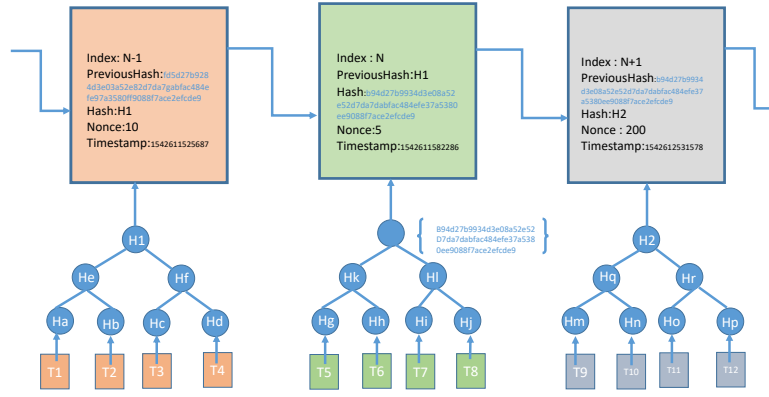 Index: N-1
PreviousHash:fd5d27b928
4d3e03a52e82d7da7gabfac484e
fe97a3580ff9088f7ace2efcde9
Hash:H1
Nonce:10
Timestamp:1542611525687
Index : N
PreviousHash:H1
Hash:b94d27b9934d3e08a52
e52d7da7dabfac484efe37a5380
ee9088f7ace2efcde9
Nonce:5
Timestamp:1542611582286
Index : N+1
PreviousHash:b94d27b9934
d3e08a52e52d7da7dabfac484efe37
a5380ee9088f7ace2efcde9
Hash:H2
Nonce : 200
Timestamp:1542612531578
H1
He
Hf
Ha
Hb
Hc
Hd
T1
T2
T3
T4
B94d27b9934d3e08a52e52
D7da7dabfac484efe37a538
0ee9088f7ace2efcde9
Hk
Hl
Hg
Hh
Hi
Hj
T5
T6
T7
T8
H2
Hq
Hr
Hm
Hn
Ho
Hp
T9
T10
T11
T12